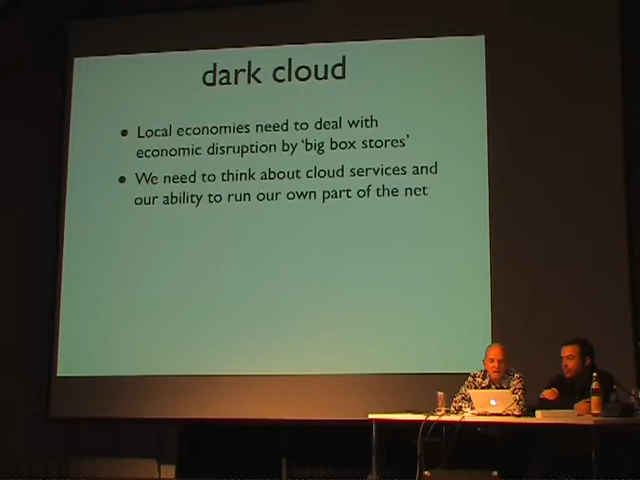 dark cloud
• Local economies need to deal with
economic disruption by 'big box stores'
• We need to think about cloud services and
our ability to run our own part of the net